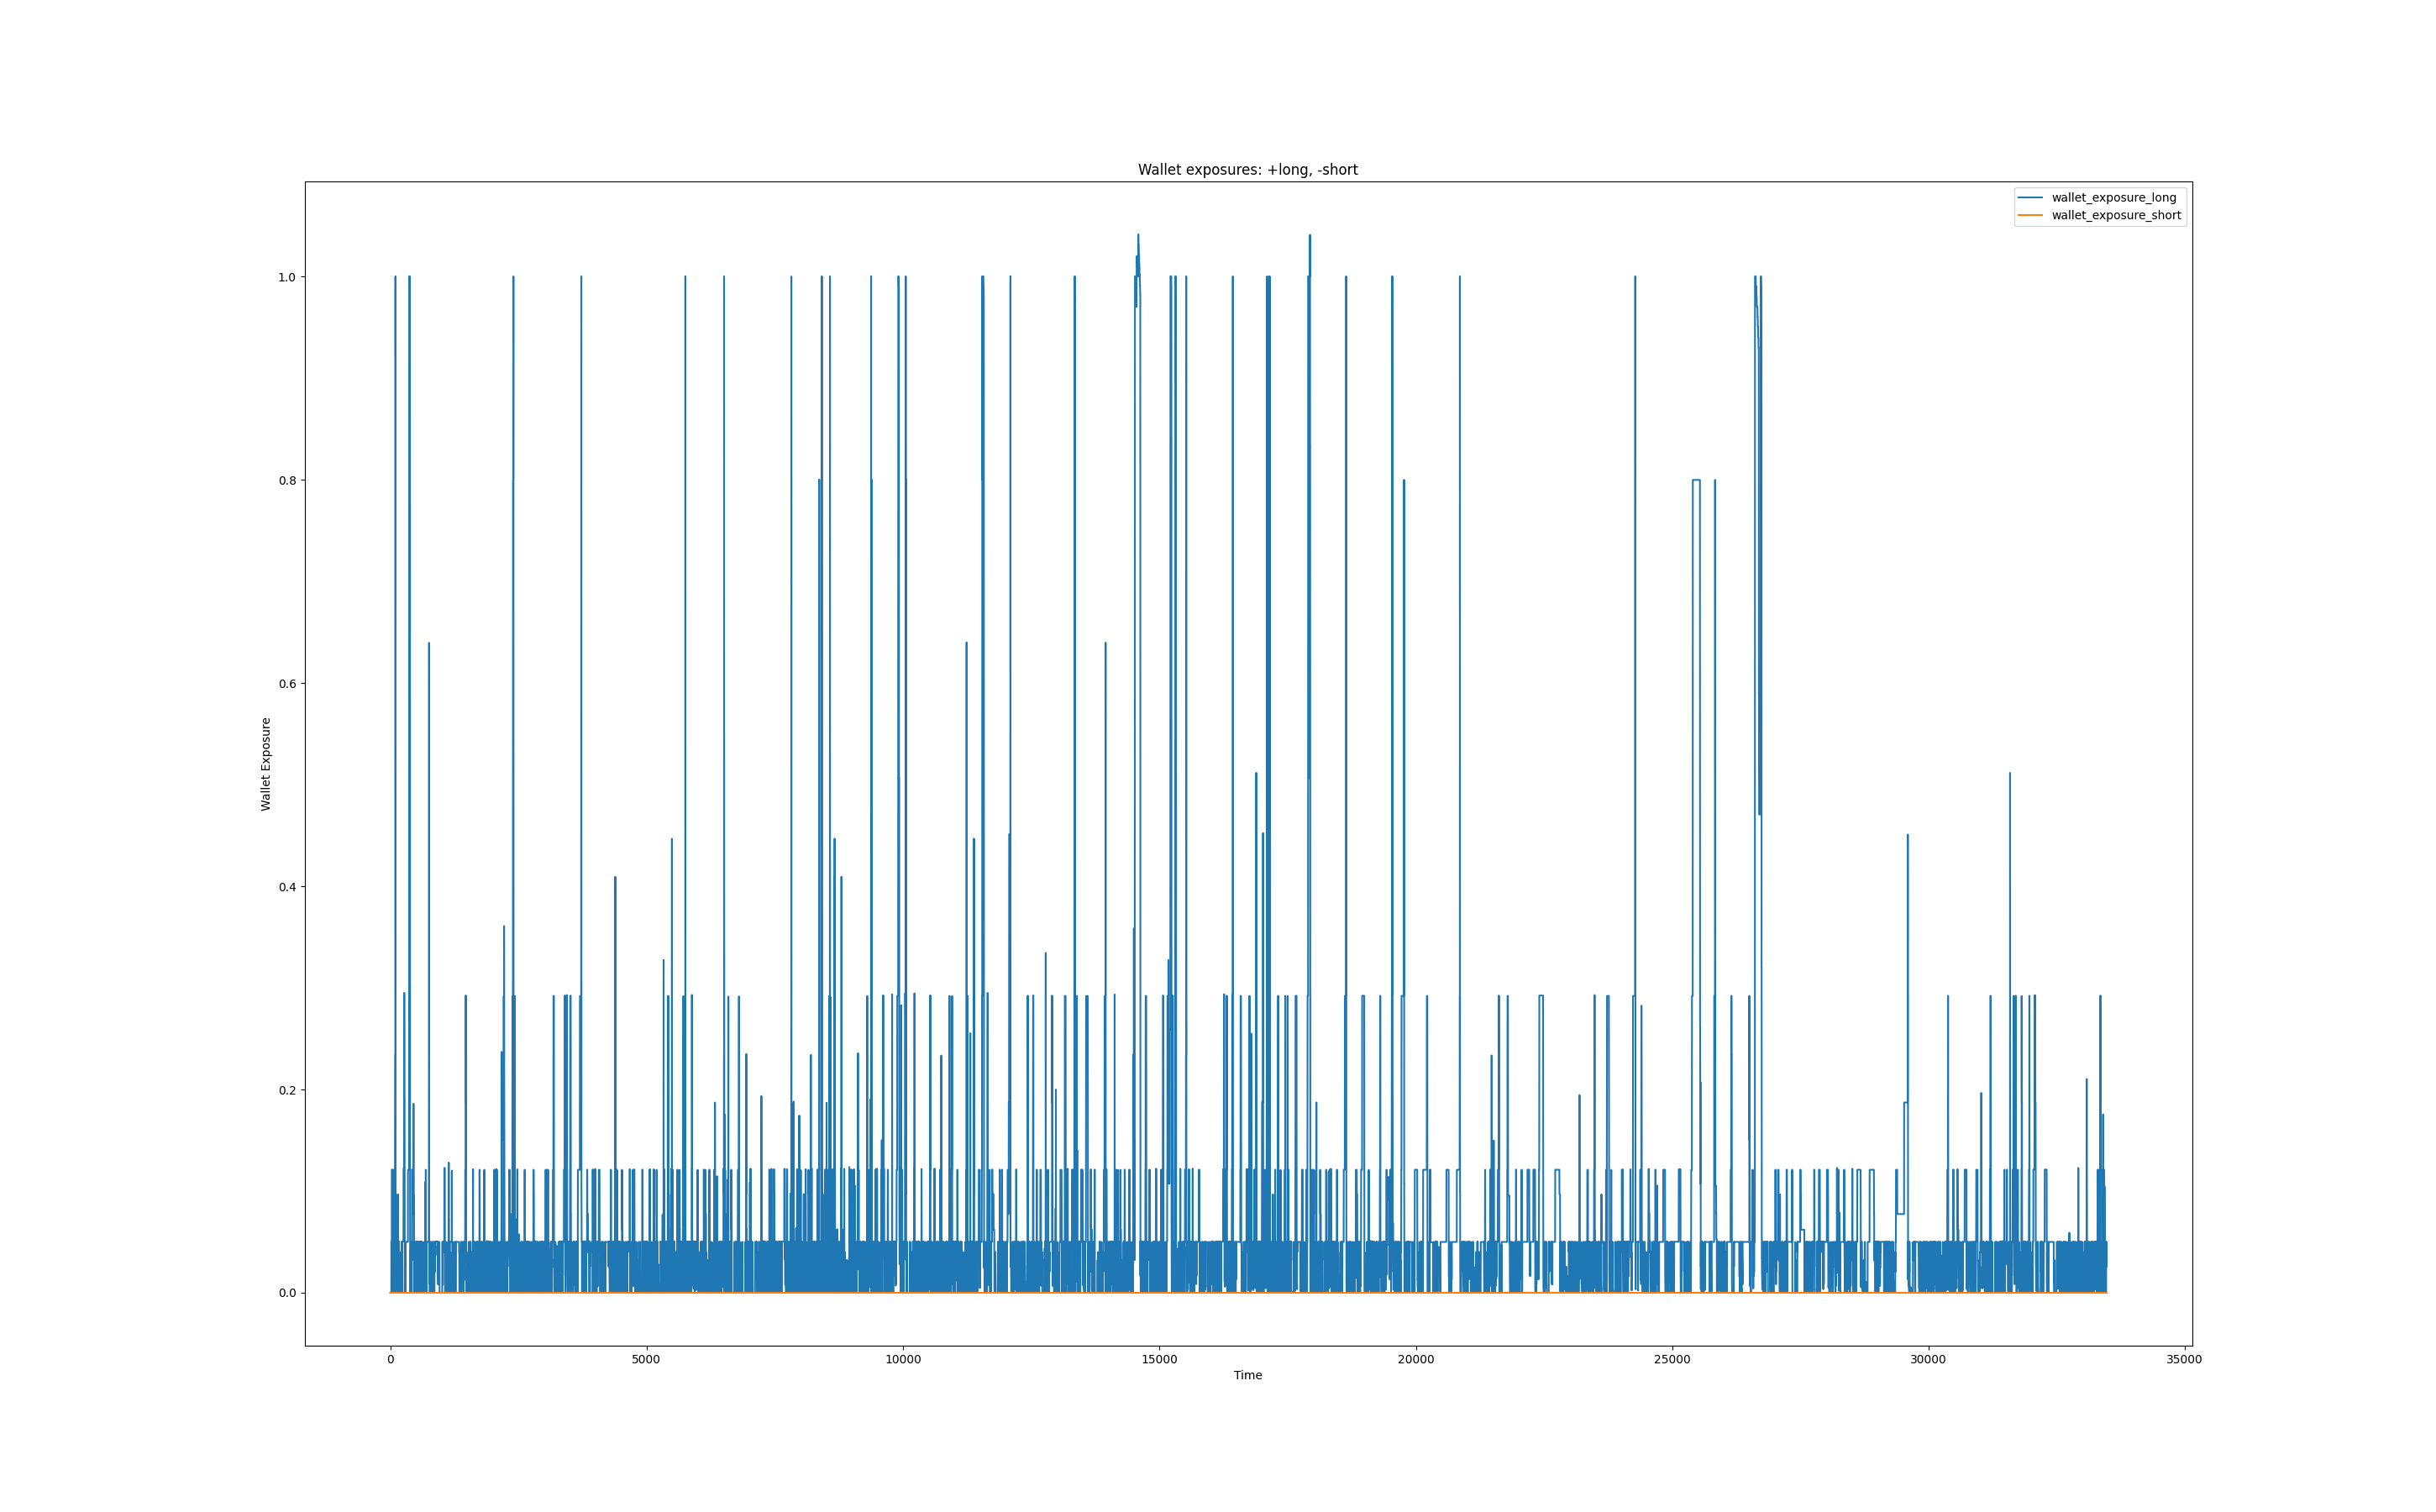 Wallet exposures: +long, -short
wallet_exposure_long
wallet_exposure_short
1.0
0.8
0.6
0.4
0.2
0.0
Wallet Exposure
0 5000 10000 15000 20000 25000 30000 35000
Time